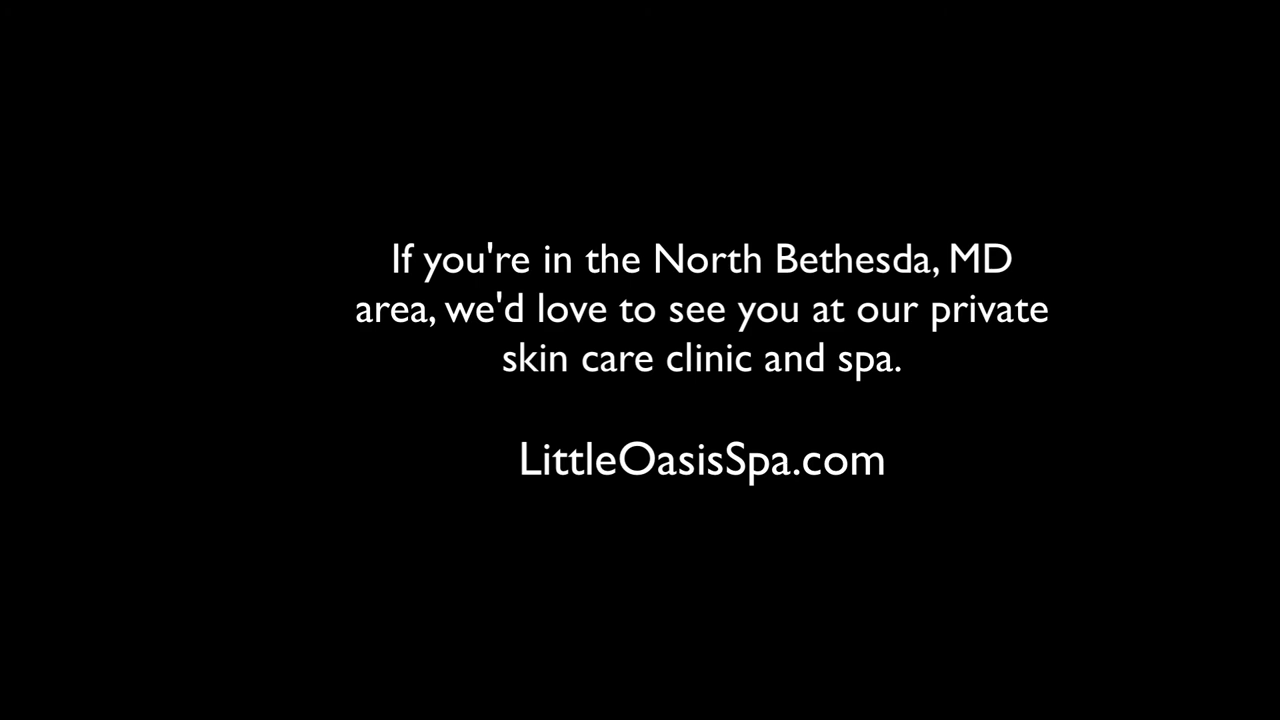 If you're in the North Bethesda, MD
area, we'd love to see you at our private
skin care clinic and spa.
LittleOasisSpa.com